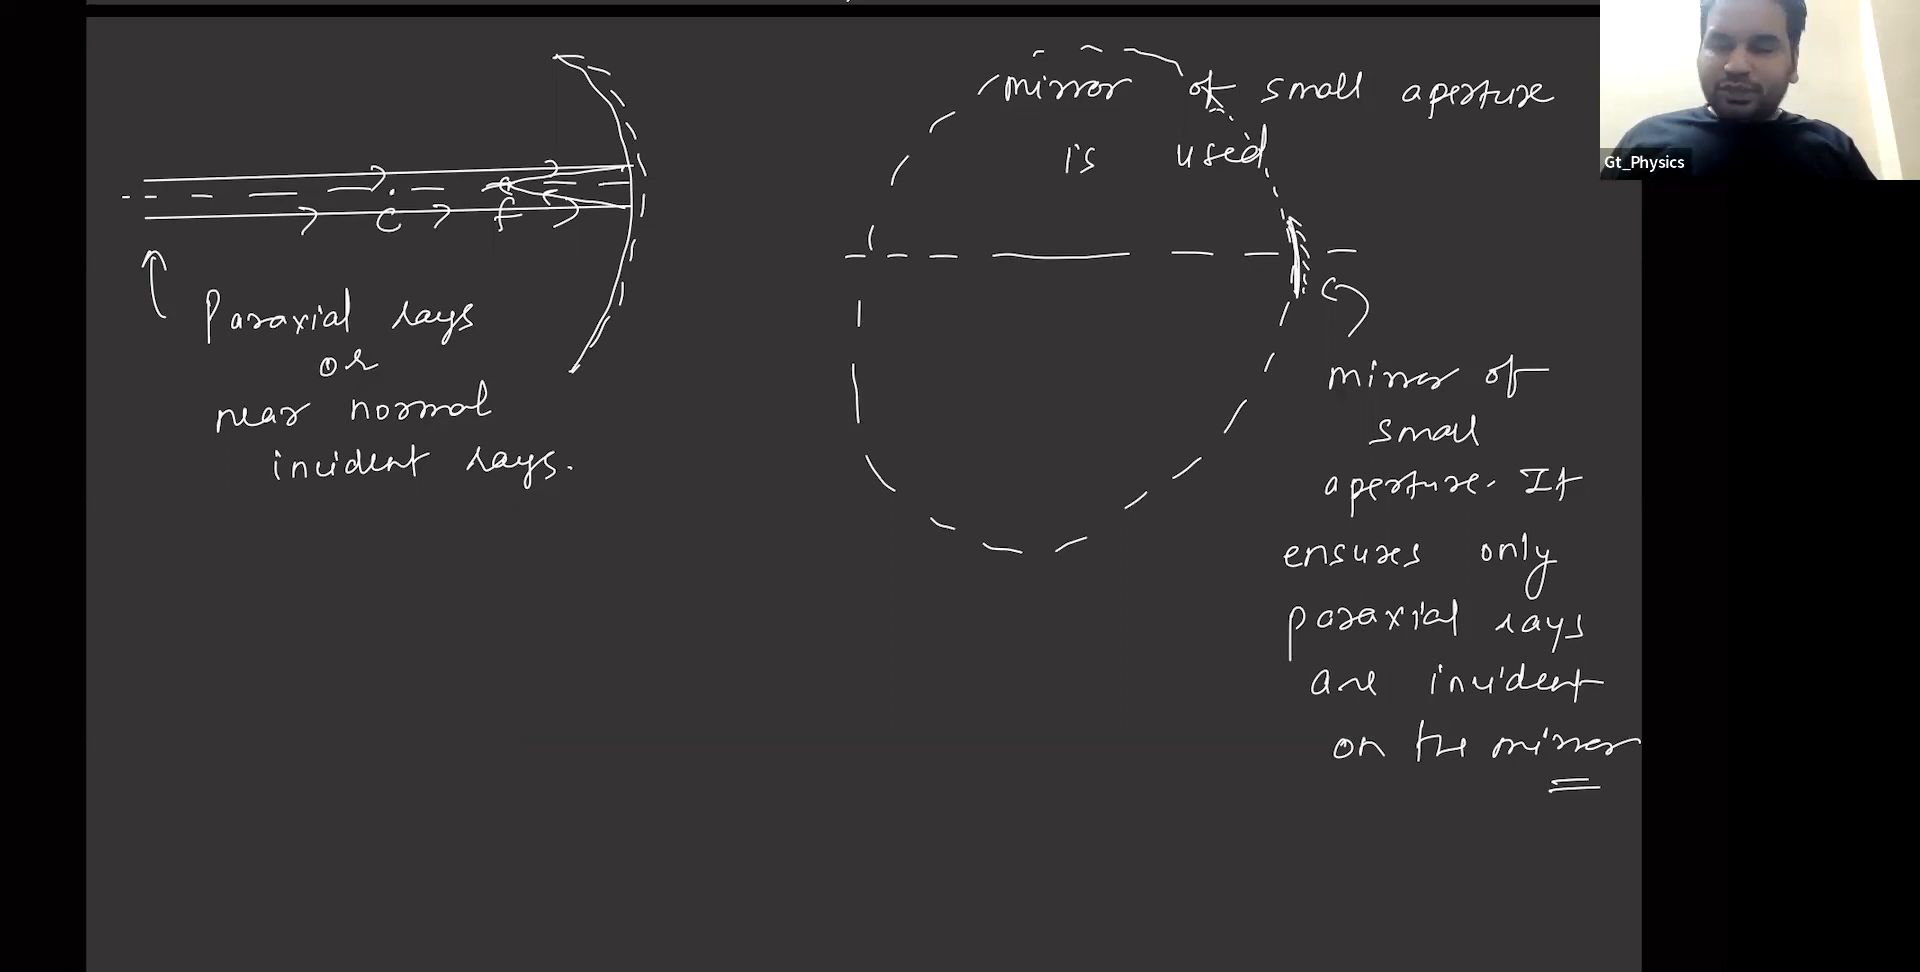 mirror of small aperture
is used
C
f
Paraxial rays
or
near normal
incident rays.
mirror of
small
aperture. It
ensures only
paraxial rays
are incident
on the mirror
Gt_Physics